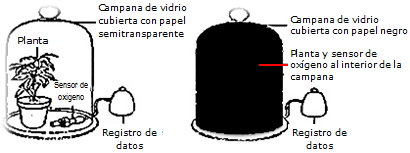 Campana de vidrio
cubierta con papel
semitransparente
Planta
Sensor de
oxígeno
Registro de
datos
Campana de vidrio
cubierta con papel negro
Planta y sensor de
oxígeno al interior de la
campana
Registro de
datos